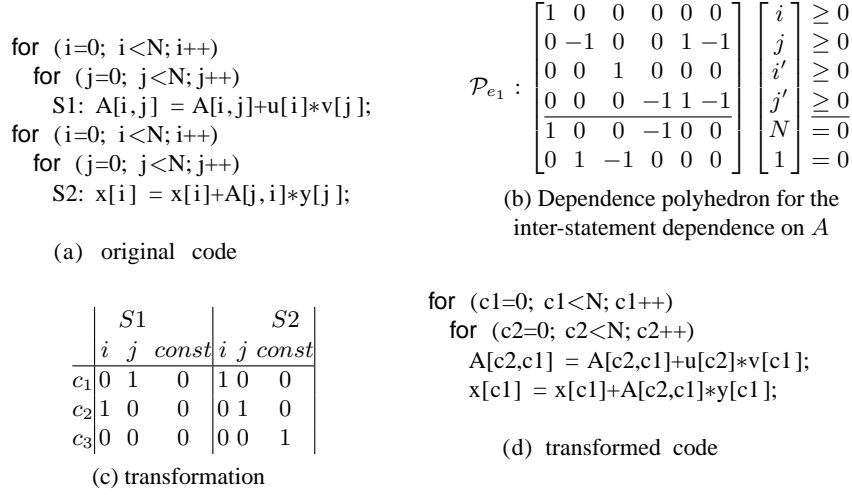 for (i=0; i<N;i++)
for (j=0; j<N;j++)
S1: A[i,j] = A[i,j]+u[i]*v[j];
for (i=0; i<N;i++)
for (j=0; j<N;j++)
S2: x[i] = x[i]+A[j,i]*y[j];
(a) original code
P_{e_1} :
1 0 0 0 0 0 i ≥ 0
0 −1 0 0 1 −1 j ≥ 0
0 0 1 0 0 0 i′ ≥ 0
0 0 0 −1 1 −1 j′ ≥ 0
1 0 0 −1 0 0 N = 0
0 1 −1 0 0 0 1 = 0
(b) Dependence polyhedron for the
inter-statement dependence on A
S1 S2
i j const i j const
c1 0 1 0 1 0 0
c2 1 0 0 0 1 0
c3 0 0 0 0 0 1
(c) transformation
for (c1=0; c1<N;c1++)
for (c2=0; c2<N;c2++)
A[c2,c1] = A[c2,c1]+u[c2]*v[c1];
x[c1] = x[c1]+A[c2,c1]*y[c1];
(d) transformed code